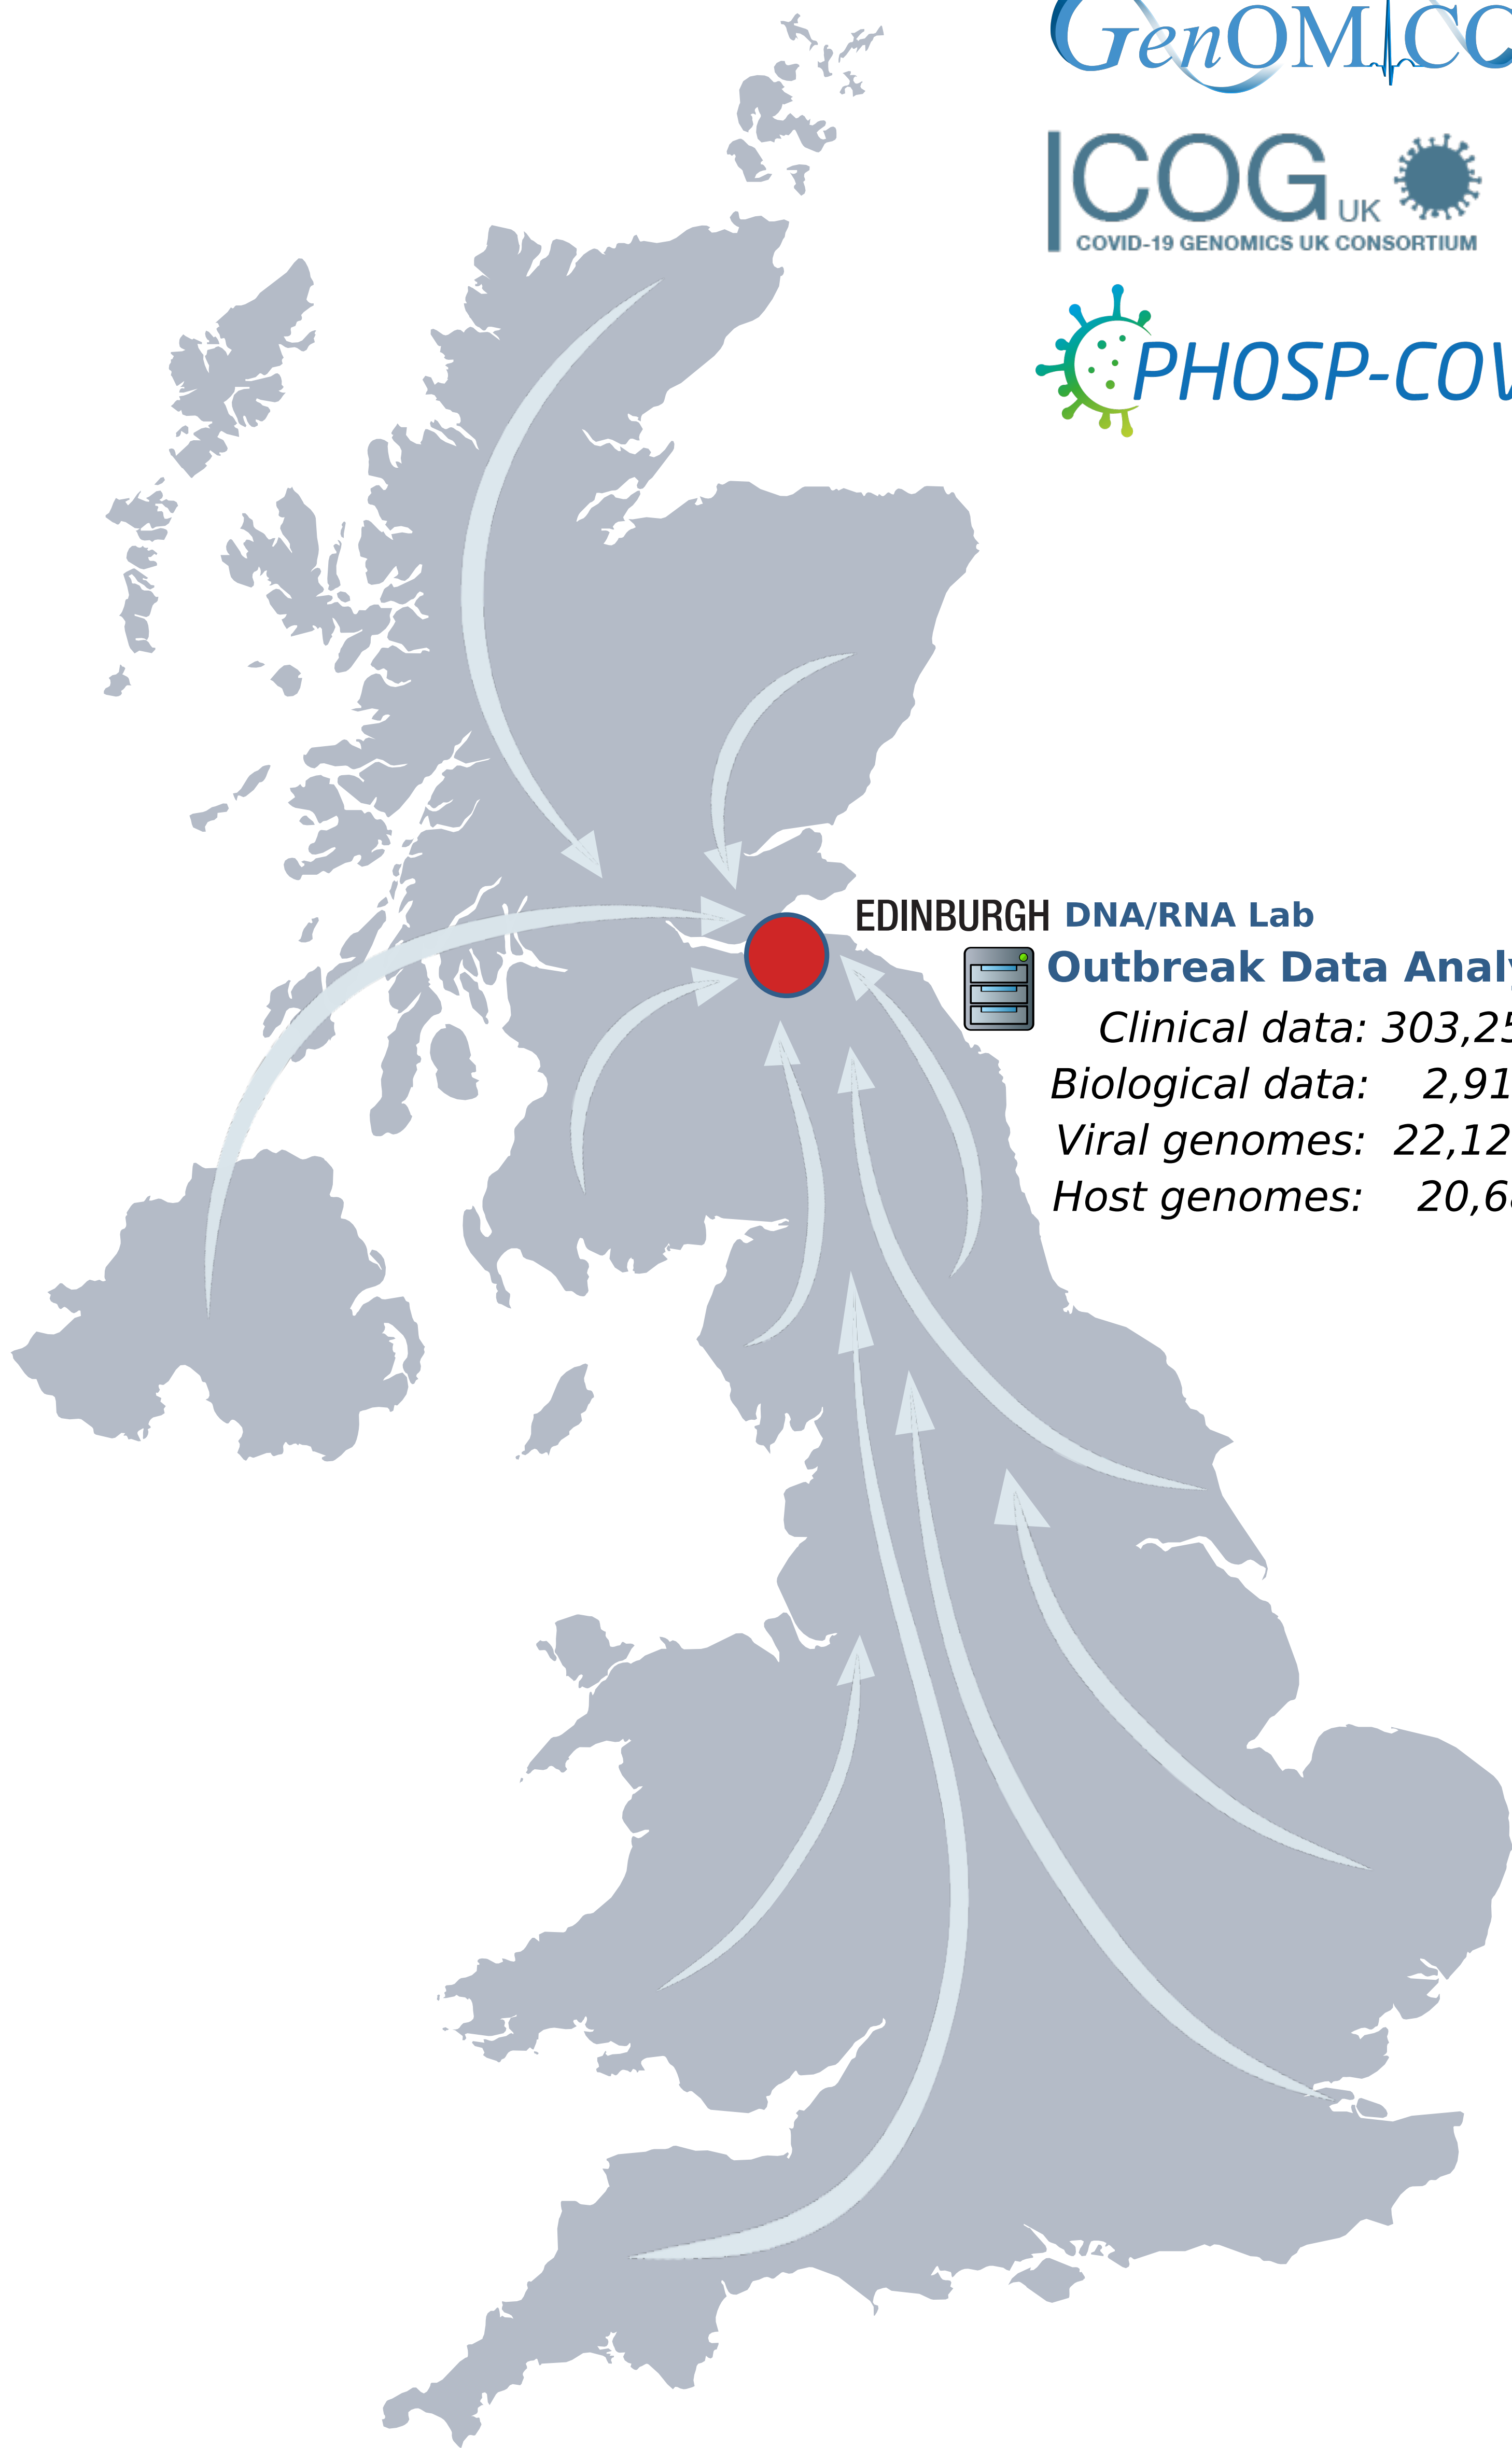 GenOMICC
COG UK
COVID-19 GENOMICS UK CONSORTIUM
PHOSP-COV
EDINBURGH DNA/RNA Lab
Outbreak Data Analy
Clinical data: 303,25
Biological data: 2,91
Viral genomes: 22,12
Host genomes: 20,6